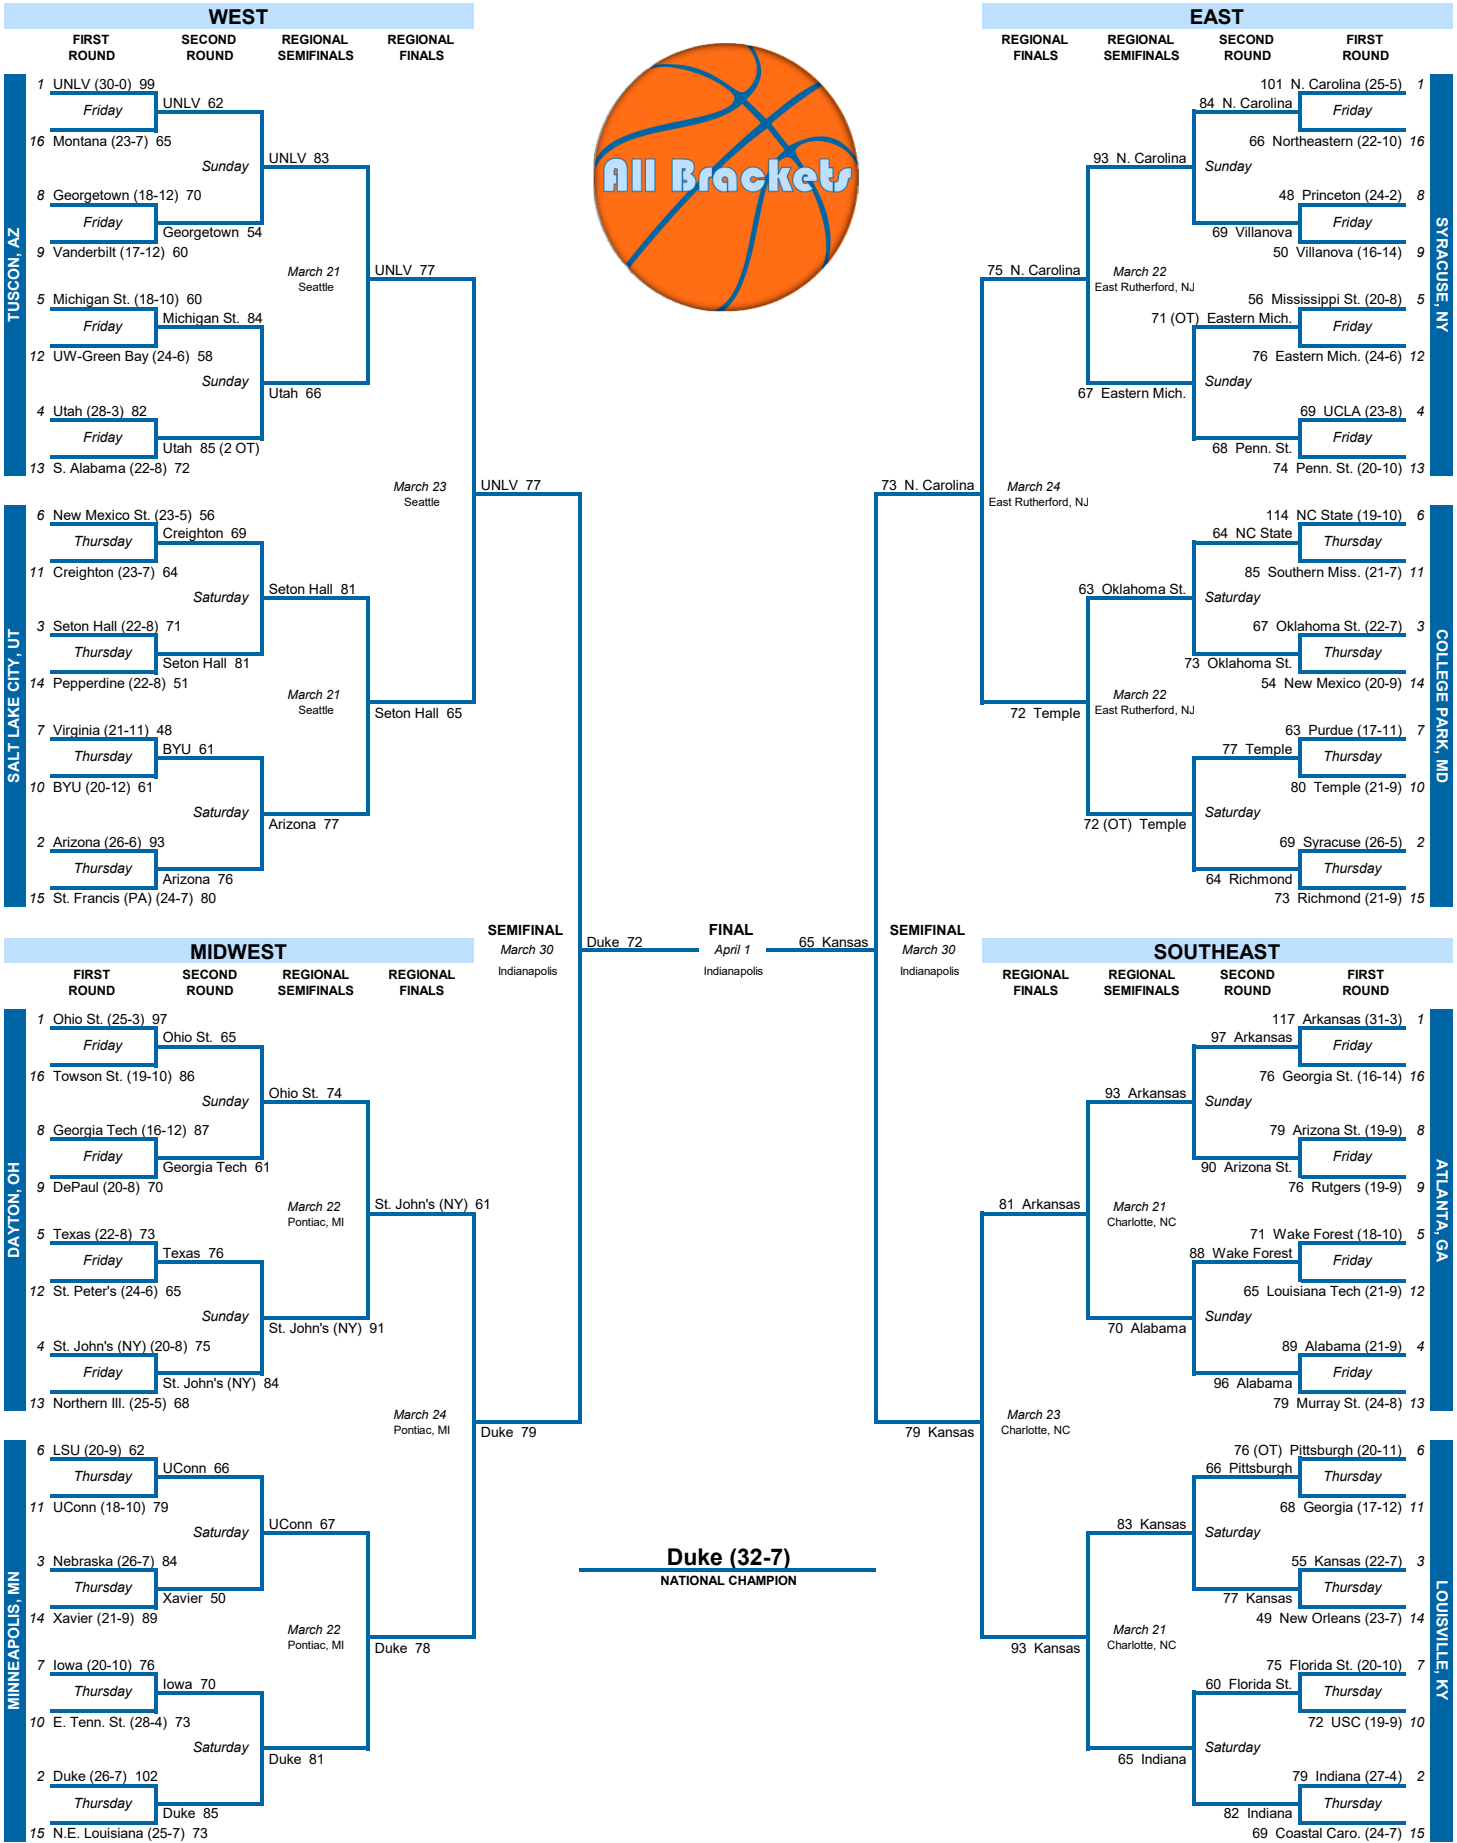 WEST
FIRST ROUND
SECOND ROUND
REGIONAL SEMIFINALS
REGIONAL FINALS
TUSCON, AZ
1 UNLV (30-0) 99
Friday
UNLV 62
16 Montana (23-7) 65
Sunday
UNLV 83
8 Georgetown (18-12) 70
Friday
Georgetown 54
9 Vanderbilt (17-12) 60
March 21
Seattle
UNLV 77
5 Michigan St. (18-10) 60
Friday
Michigan St. 84
12 UW-Green Bay (24-6) 58
Sunday
Utah 66
4 Utah (28-3) 82
Friday
Utah 85 (2 OT)
13 S. Alabama (22-8) 72
March 23
Seattle
UNLV 77
SALT LAKE CITY, UT
6 New Mexico St. (23-5) 56
Thursday
Creighton 69
11 Creighton (23-7) 64
Saturday
Seton Hall 81
3 Seton Hall (22-8) 71
Thursday
Seton Hall 81
14 Pepperdine (22-8) 51
March 21
Seattle
Seton Hall 65
7 Virginia (21-11) 48
Thursday
BYU 61
10 BYU (20-12) 61
Saturday
Arizona 77
2 Arizona (26-6) 93
Thursday
Arizona 76
15 St. Francis (PA) (24-7) 80
All Brackets
EAST
REGIONAL FINALS
REGIONAL SEMIFINALS
SECOND ROUND
FIRST ROUND
SYRACUSE, NY
101 N. Carolina (25-5) 1
84 N. Carolina
Friday
66 Northeastern (22-10) 16
93 N. Carolina
Sunday
48 Princeton (24-2) 8
Friday
69 Villanova
50 Villanova (16-14) 9
75 N. Carolina
March 22
East Rutherford, NJ
56 Mississippi St. (20-8) 5
71 (OT) Eastern Mich.
Friday
76 Eastern Mich. (24-6) 12
Sunday
67 Eastern Mich.
69 UCLA (23-8) 4
Friday
68 Penn. St.
74 Penn. St. (20-10) 13
73 N. Carolina
March 24
East Rutherford, NJ
COLLEGE PARK, MD
114 NC State (19-10) 6
64 NC State
Thursday
85 Southern Miss. (21-7) 11
63 Oklahoma St.
Saturday
67 Oklahoma St. (22-7) 3
Thursday
73 Oklahoma St.
54 New Mexico (20-9) 14
March 22
East Rutherford, NJ
72 Temple
63 Purdue (17-11) 7
77 Temple
Thursday
80 Temple (21-9) 10
Saturday
72 (OT) Temple
69 Syracuse (26-5) 2
Thursday
64 Richmond
73 Richmond (21-9) 15
SEMIFINAL
March 30
Indianapolis
Duke 72
FINAL
April 1
Indianapolis
65 Kansas
SEMIFINAL
March 30
Indianapolis
MIDWEST
FIRST ROUND
SECOND ROUND
REGIONAL SEMIFINALS
REGIONAL FINALS
DAYTON, OH
1 Ohio St. (25-3) 97
Friday
Ohio St. 65
16 Towson St. (19-10) 86
Sunday
Ohio St. 74
8 Georgia Tech (16-12) 87
Friday
Georgia Tech 61
9 DePaul (20-8) 70
March 22
Pontiac, MI
St. John's (NY) 61
5 Texas (22-8) 73
Friday
Texas 76
12 St. Peter's (24-6) 65
Sunday
St. John's (NY) 91
4 St. John's (NY) (20-8) 75
Friday
St. John's (NY) 84
13 Northern Ill. (25-5) 68
March 24
Pontiac, MI
Duke 79
MINNEAPOLIS, MN
6 LSU (20-9) 62
Thursday
UConn 66
11 UConn (18-10) 79
Saturday
UConn 67
3 Nebraska (26-7) 84
Thursday
Xavier 50
14 Xavier (21-9) 89
March 22
Pontiac, MI
Duke 78
7 Iowa (20-10) 76
Thursday
Iowa 70
10 E. Tenn. St. (28-4) 73
Saturday
Duke 81
2 Duke (26-7) 102
Thursday
Duke 85
15 N.E. Louisiana (25-7) 73
Duke (32-7)
NATIONAL CHAMPION
SOUTHEAST
REGIONAL FINALS
REGIONAL SEMIFINALS
SECOND ROUND
FIRST ROUND
ATLANTA, GA
117 Arkansas (31-3) 1
97 Arkansas
Friday
76 Georgia St. (16-14) 16
93 Arkansas
Sunday
79 Arizona St. (19-9) 8
Friday
90 Arizona St.
76 Rutgers (19-9) 9
81 Arkansas
March 21
Charlotte, NC
71 Wake Forest (18-10) 5
88 Wake Forest
Friday
65 Louisiana Tech (21-9) 12
Sunday
70 Alabama
89 Alabama (21-9) 4
Friday
96 Alabama
79 Murray St. (24-8) 13
79 Kansas
March 23
Charlotte, NC
LOUISVILLE, KY
76 (OT) Pittsburgh (20-11) 6
66 Pittsburgh
Thursday
68 Georgia (17-12) 11
83 Kansas
Saturday
55 Kansas (22-7) 3
Thursday
77 Kansas
49 New Orleans (23-7) 14
March 21
Charlotte, NC
93 Kansas
75 Florida St. (20-10) 7
60 Florida St.
Thursday
72 USC (19-9) 10
Saturday
65 Indiana
79 Indiana (27-4) 2
Thursday
82 Indiana
69 Coastal Caro. (24-7) 15